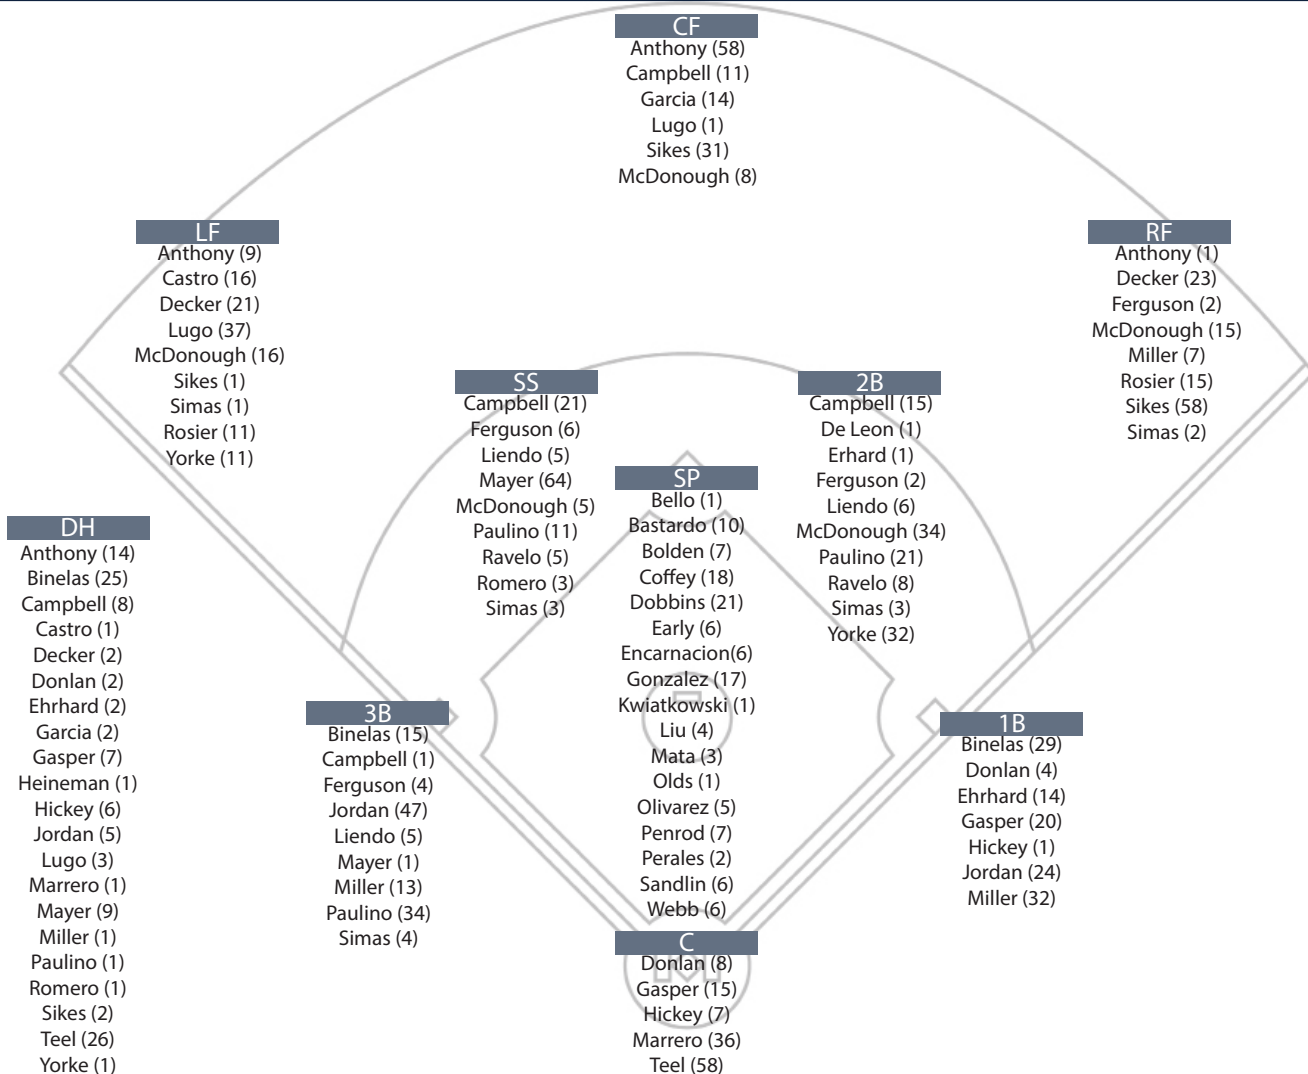 CF
Anthony (58)
Campbell (11)
Garcia (14)
Lugo (1)
Sikes (31)
McDonough (8)
LF
Anthony (9)
Castro (16)
Decker (21)
Lugo (37)
McDonough (16)
Sikes (1)
Simas (1)
Rosier (11)
Yorke (11)
RF
Anthony (1)
Decker (23)
Ferguson (2)
McDonough (15)
Miller (7)
Rosier (15)
Sikes (58)
Simas (2)
SS
Campbell (21)
Ferguson (6)
Liendo (5)
Mayer (64)
McDonough (5)
Paulino (11)
Ravelo (5)
Romero (3)
Simas (3)
2B
Campbell (15)
De Leon (1)
Erhard (1)
Ferguson (2)
Liendo (6)
McDonough (34)
Paulino (21)
Ravelo (8)
Simas (3)
Yorke (32)
SP
Bello (1)
Bastardo (10)
Bolden (7)
Coffey (18)
Dobbins (21)
Early (6)
Encarnacion(6)
Gonzalez (17)
Kwiatkowski (1)
Liu (4)
Mata (3)
Olds (1)
Olivarez (5)
Penrod (7)
Perales (2)
Sandlin (6)
Webb (6)
DH
Anthony (14)
Binelas (25)
Campbell (8)
Castro (1)
Decker (2)
Donlan (2)
Ehrhard (2)
Garcia (2)
Gasper (7)
Heineman (1)
Hickey (6)
Jordan (5)
Lugo (3)
Marrero (1)
Mayer (9)
Miller (1)
Paulino (1)
Romero (1)
Sikes (2)
Teel (26)
Yorke (1)
3B
Binelas (15)
Campbell (1)
Ferguson (4)
Jordan (47)
Liendo (5)
Mayer (1)
Miller (13)
Paulino (34)
Simas (4)
1B
Binelas (29)
Donlan (4)
Ehrhard (14)
Gasper (20)
Hickey (1)
Jordan (24)
Miller (32)
C
Donlan (8)
Gasper (15)
Hickey (7)
Marrero (36)
Teel (58)